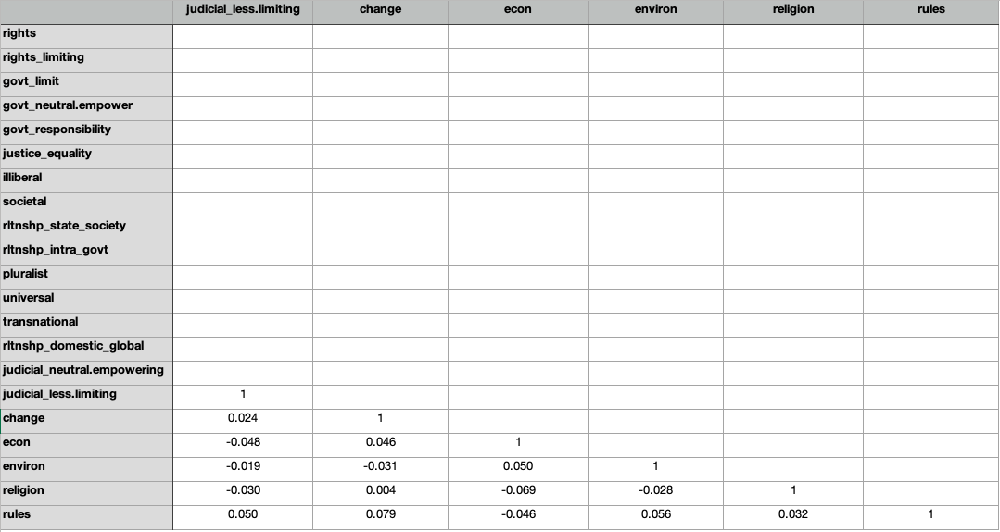 judicial_less.limiting change econ environ religion rules
rights
rights_limiting
govt_limit
govt_neutral.empower
govt_responsibility
justice_equality
illiberal
societal
rltnshp_state_society
rltnshp_intra_govt
pluralist
universal
transnational
rltnshp_domestic_global
judicial_neutral.empowering
judicial_less.limiting 1
change 0.024 1
econ -0.048 0.046 1
environ -0.019 -0.031 0.050 1
religion -0.030 0.004 -0.069 -0.028 1
rules 0.050 0.079 -0.046 0.056 0.032 1